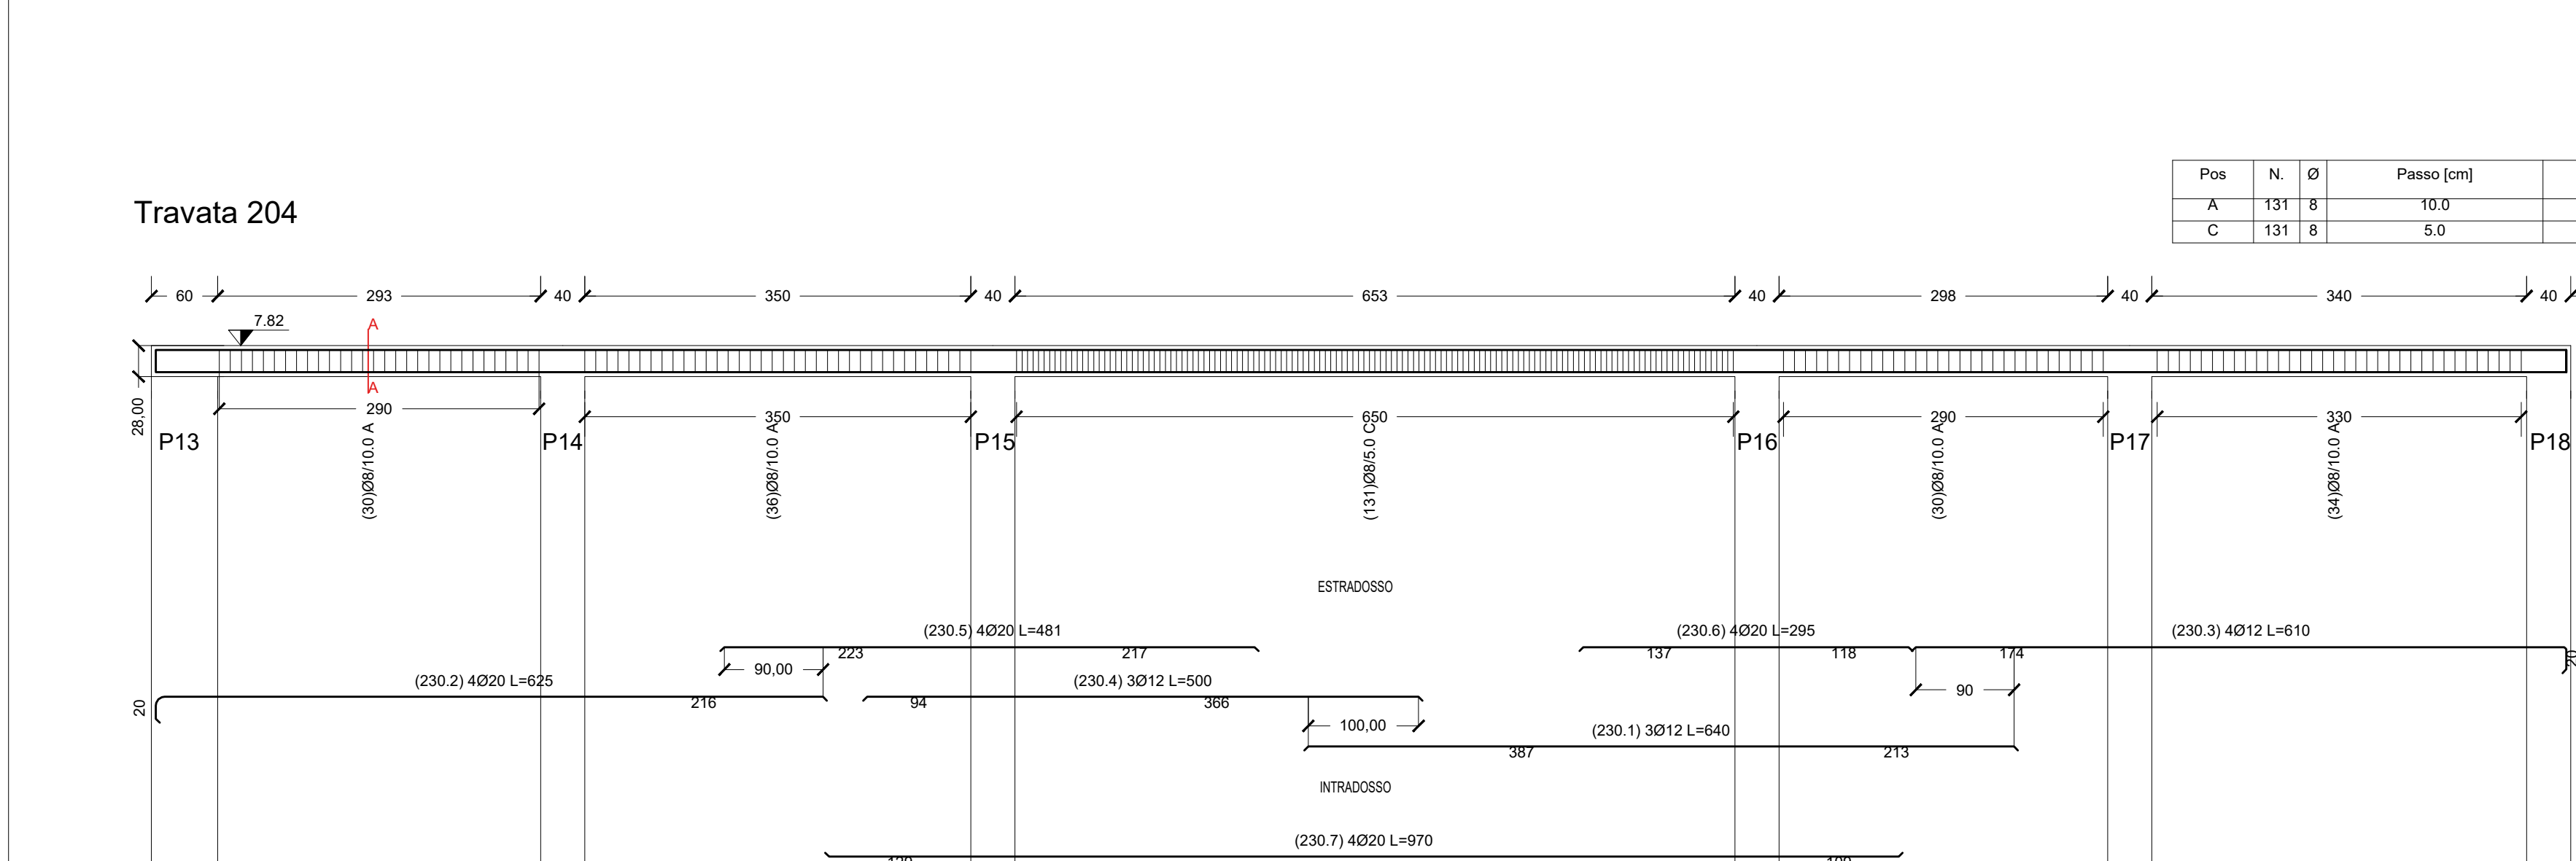 Pos N. Ø Passo [cm]
A 131 8 10.0
C 131 8 5.0
Travata 204
60 293 40 350 40 653 40 298 40 340 40
7.82
A
A
28,00
290 350 650 290 330
P13 P14 P15 P16 P17 P18
(30)Ø8/10.0 A (36)Ø8/10.0 A (131)Ø8/5.0 C (30)Ø8/10.0 A (34)Ø8/10.0 A
ESTRADOSSO
(230.5) 4Ø20 L=481 (230.6) 4Ø20 L=295 (230.3) 4Ø12 L=610
223 217 137 118 174 20
90,00
(230.2) 4Ø20 L=625 (230.4) 3Ø12 L=500 90
20 216 94 366
100,00 (230.1) 3Ø12 L=640
387 213
INTRADOSSO
(230.7) 4Ø20 L=970